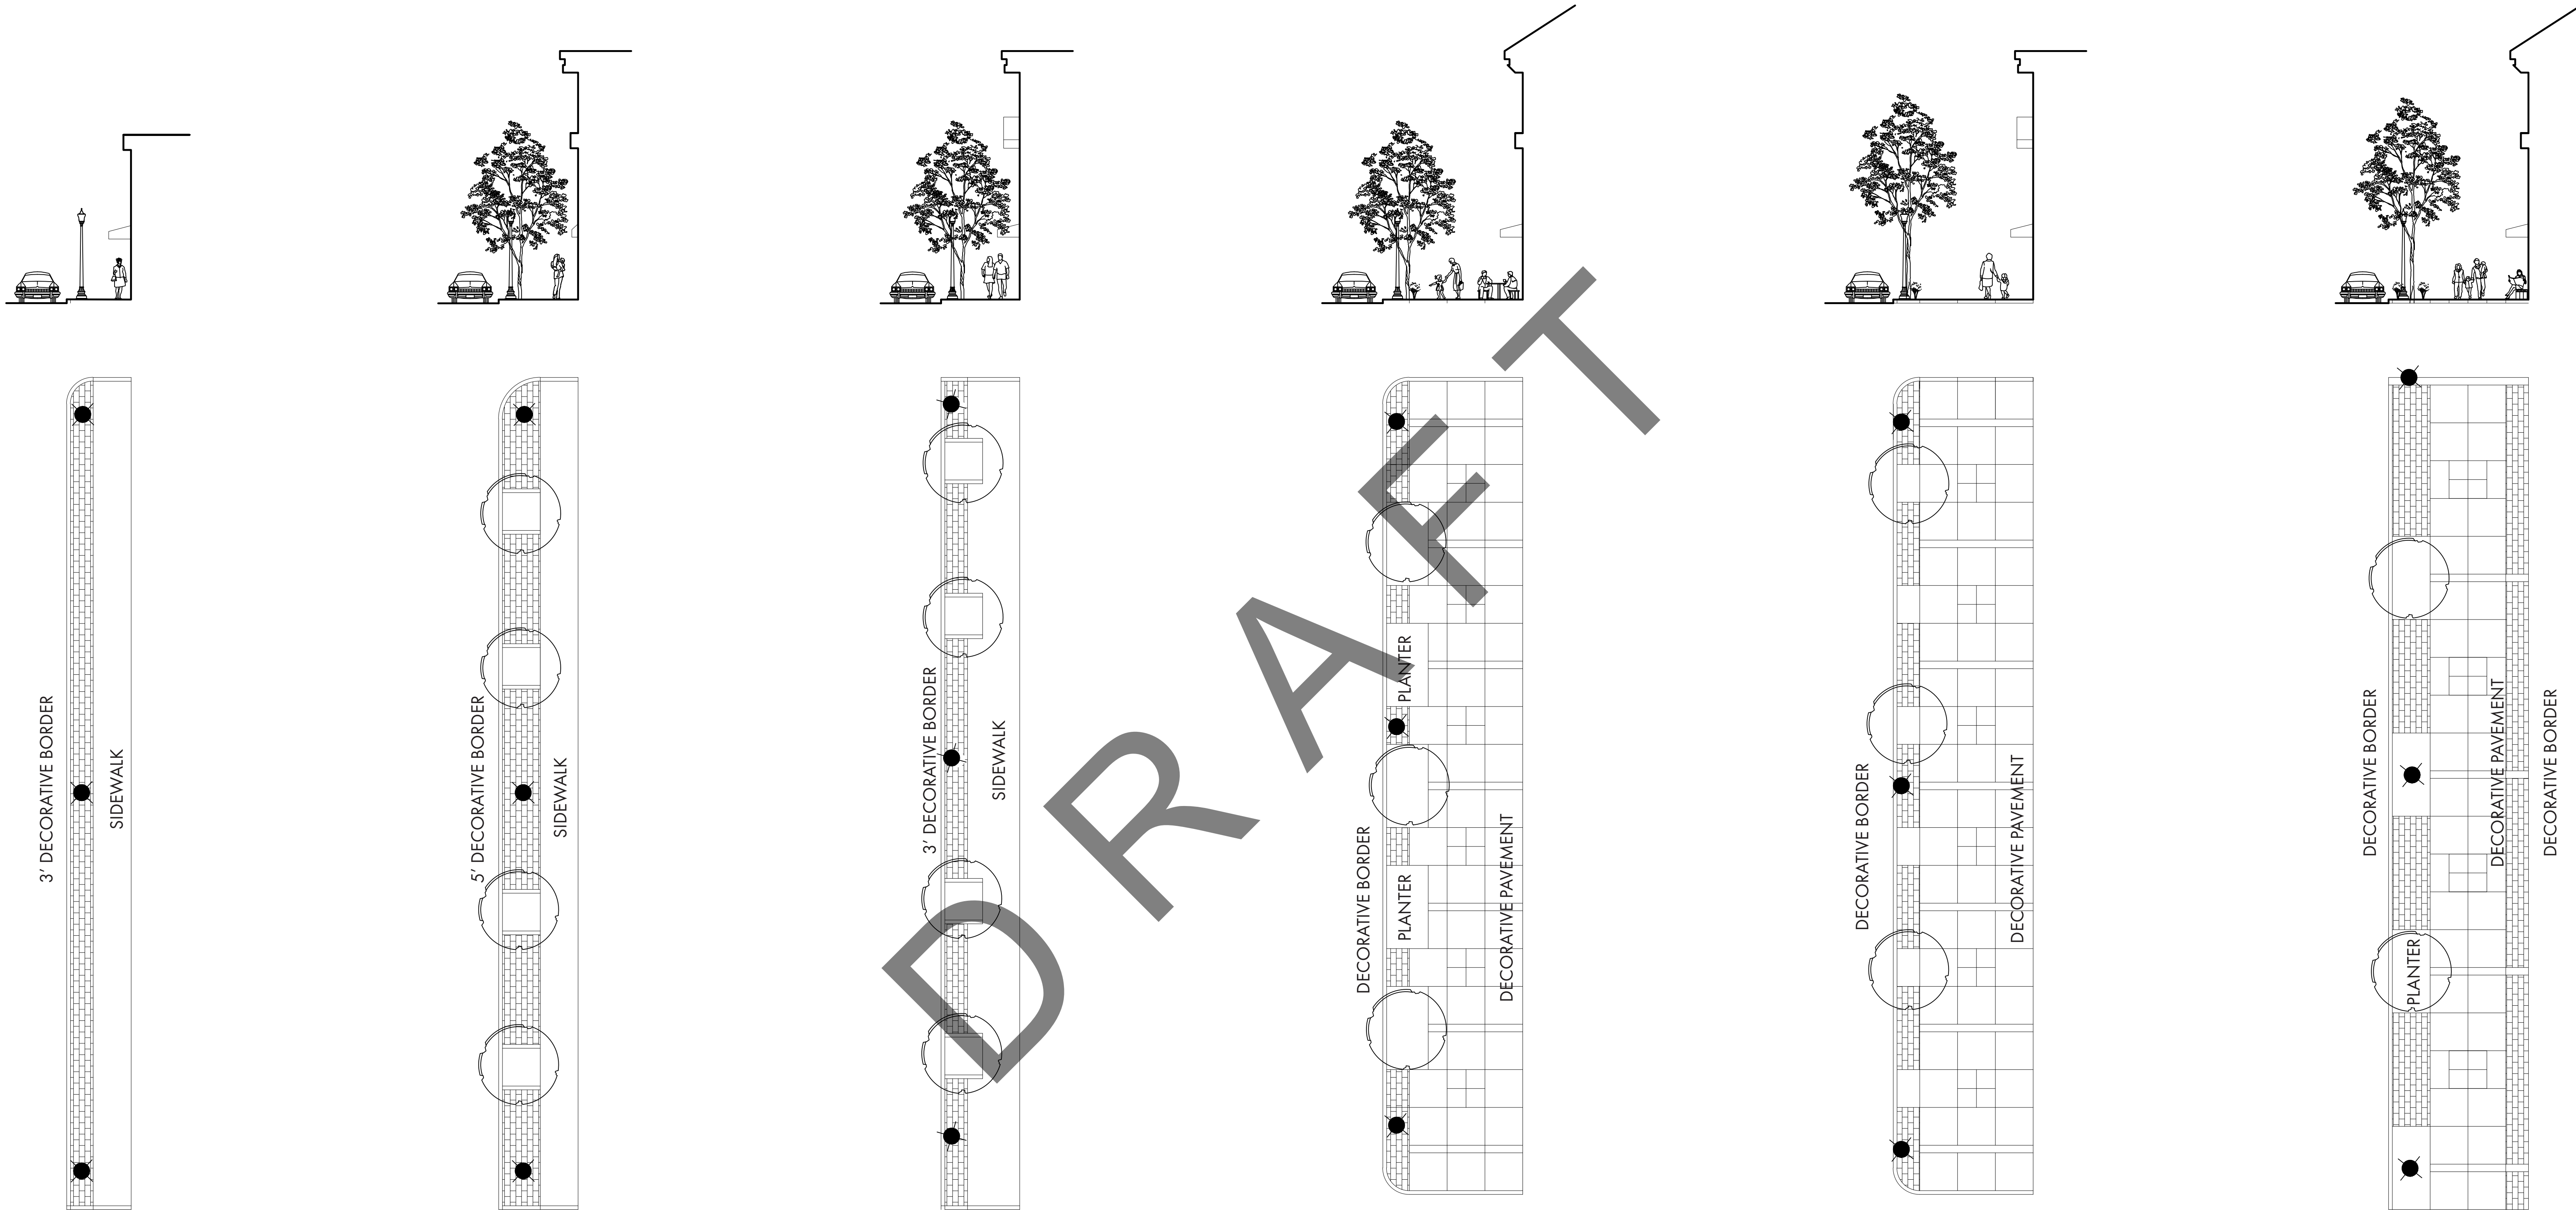 3' DECORATIVE BORDER
SIDEWALK
5' DECORATIVE BORDER
SIDEWALK
3' DECORATIVE BORDER
SIDEWALK
DECORATIVE BORDER
PLANTER
PLANTER
DECORATIVE PAVEMENT
DECORATIVE BORDER
DECORATIVE PAVEMENT
DECORATIVE BORDER
PLANTER
DECORATIVE PAVEMENT
DECORATIVE BORDER
DRAFT